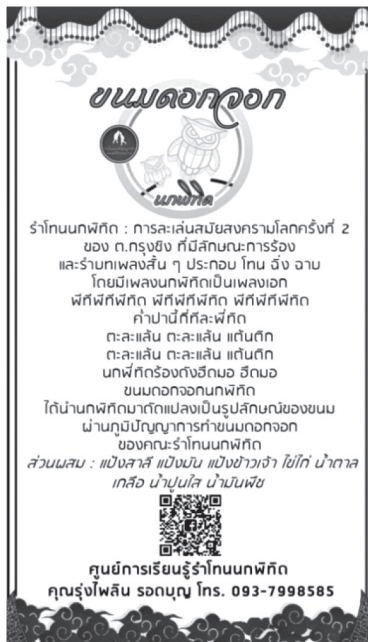 ขนมดอกจอก
นกพิทิด
รำโทนนกพิทิด : การละเล่นสมัยสงครามโลกครั้งที่ 2
ของ ต.กรุงชิง ที่มีลักษณะการร้อง
และรำบทเพลงสั้น ๆ ประกอบ โทน ฉิ่ง ฉาบ
โดยมีเพลงนกพิทิดเป็นเพลงเอก
พีทีพีทีพีทิด พีทีพีทีพีทิด พีทีพีทีพีทิด
ค่ำปานี้กี่ทีละพี่ทิด
ตะละแล้น ตะละแล้น แต้นติก
ตะละแล้น ตะละแล้น แต้นติก
นกพี่ทิดร้องดังฮืดมอ ฮืดมอ
ขนมดอกจอกนกพิทิด
ได้นำนกพิทิดมาดัดแปลงเป็นรูปลักษณ์ของขนม
ผ่านภูมิปัญญาการทำขนมดอกจอก
ของคณะรำโทนนกพิทิด
ส่วนผสม : แป้งสาลี แป้งมัน แป้งข้าวเจ้า ไข่ไก่ น้ำตาล
เกลือ น้ำปูนใส น้ำมันพืช
ศูนย์การเรียนรู้รำโทนนกพิทิด
คุณรุ่งไพลิน รอดบุญ โทร. 093-7998585